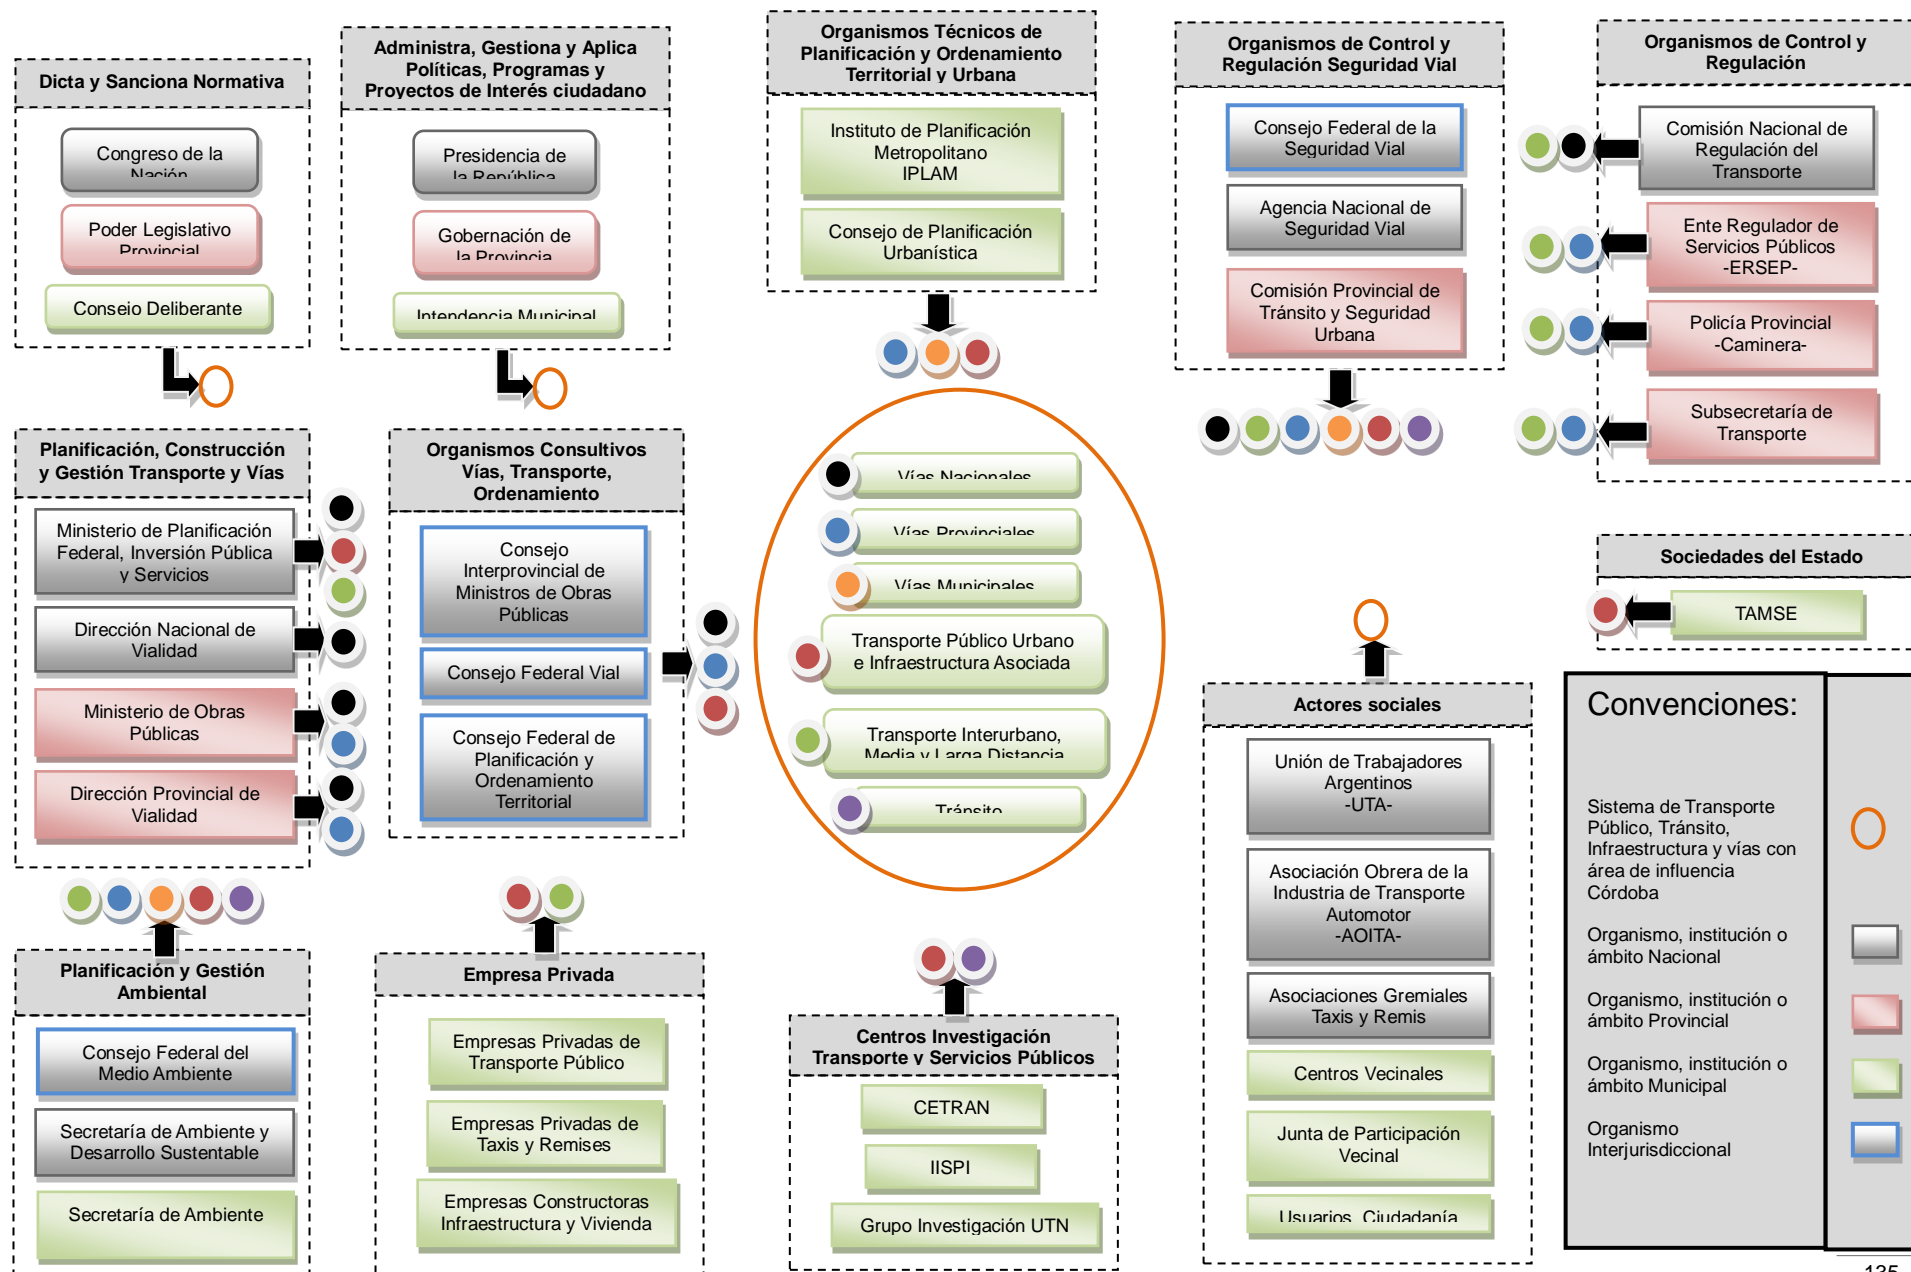 Dicta y Sanciona Normativa
Congreso de la
Nación
Poder Legislativo
Provincial
Consejo Deliberante
Administra, Gestiona y Aplica
Políticas, Programas y
Proyectos de Interés ciudadano
Presidencia de
la República
Gobernación de
la Provincia
Intendencia Municipal
Organismos Técnicos de
Planificación y Ordenamiento
Territorial y Urbana
Instituto de Planificación
Metropolitano
IPLAM
Consejo de Planificación
Urbanística
Organismos de Control y
Regulación Seguridad Vial
Consejo Federal de la
Seguridad Vial
Agencia Nacional de
Seguridad Vial
Comisión Provincial de
Tránsito y Seguridad
Urbana
Organismos de Control y
Regulación
Comisión Nacional de
Regulación del
Transporte
Ente Regulador de
Servicios Públicos
-ERSEP-
Policía Provincial
-Caminera-
Subsecretaría de
Transporte
Planificación, Construcción
y Gestión Transporte y Vías
Ministerio de Planificación
Federal, Inversión Pública
y Servicios
Dirección Nacional de
Vialidad
Ministerio de Obras
Públicas
Dirección Provincial de
Vialidad
Organismos Consultivos
Vías, Transporte,
Ordenamiento
Consejo
Interprovincial de
Ministros de Obras
Públicas
Consejo Federal Vial
Consejo Federal de
Planificación y
Ordenamiento
Territorial
Vías Nacionales
Vías Provinciales
Vías Municipales
Transporte Público Urbano
e Infraestructura Asociada
Transporte Interurbano,
Media y Larga Distancia
Tránsito
Sociedades del Estado
TAMSE
Planificación y Gestión
Ambiental
Consejo Federal del
Medio Ambiente
Secretaría de Ambiente y
Desarrollo Sustentable
Secretaría de Ambiente
Empresa Privada
Empresas Privadas de
Transporte Público
Empresas Privadas de
Taxis y Remises
Empresas Constructoras
Infraestructura y Vivienda
Centros Investigación
Transporte y Servicios Públicos
CETRAN
IISPI
Grupo Investigación UTN
Actores sociales
Unión de Trabajadores
Argentinos
-UTA-
Asociación Obrera de la
Industria de Transporte
Automotor
-AOITA-
Asociaciones Gremiales
Taxis y Remis
Centros Vecinales
Junta de Participación
Vecinal
Usuarios, Ciudadanía
Convenciones:
Sistema de Transporte
Público, Tránsito,
Infraestructura y vías con
área de influencia
Córdoba
Organismo, institución o
ámbito Nacional
Organismo, institución o
ámbito Provincial
Organismo, institución o
ámbito Municipal
Organismo
Interjurisdiccional
135